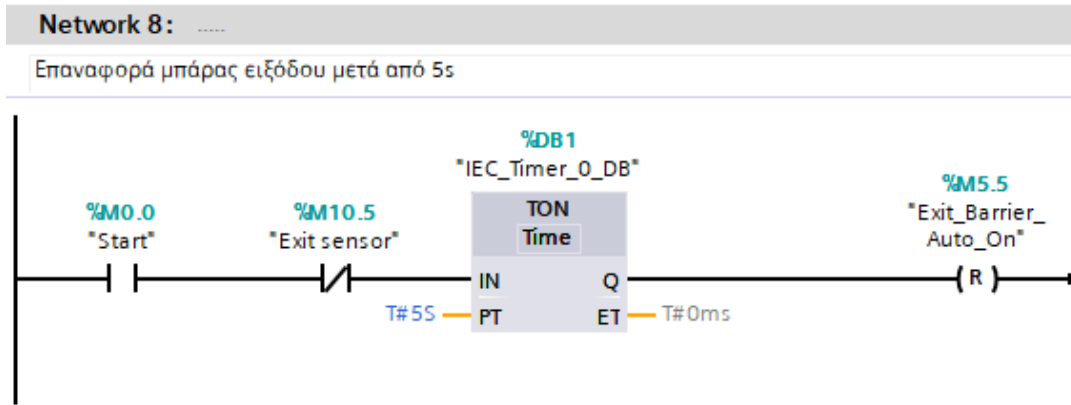 Network 8: .....
Επαναφορά μπάρας ειξόδου μετά από 5s
%DB1
"IEC_Timer_0_DB"
%M5.5
%M0.0
%M10.5
TON
"Exit_Barrier_
"Start"
"Exit sensor"
Time
Auto_On"
IN
Q
R
T#5S
PT
ET
T#0ms